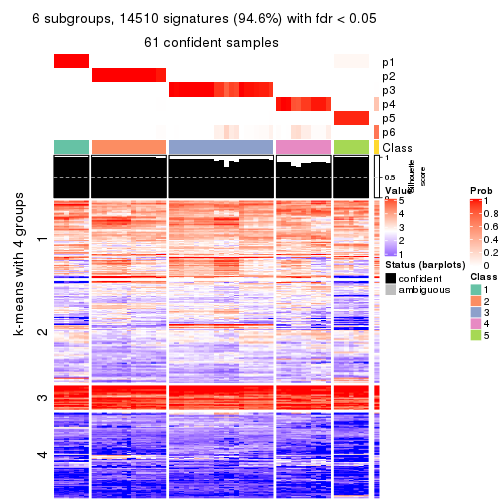 6 subgroups, 14510 signatures (94.6%) with fdr < 0.05
61 confident samples
p1
p2
p3
p4
p5
p6
Class
1
0.5
0
Silhouette
score
k-means with 4 groups
1
2
3
4
Value
5
4
3
2
1
Status (barplots)
confident
ambiguous
Prob
1
0.8
0.6
0.4
0.2
0
Class
1
2
3
4
5